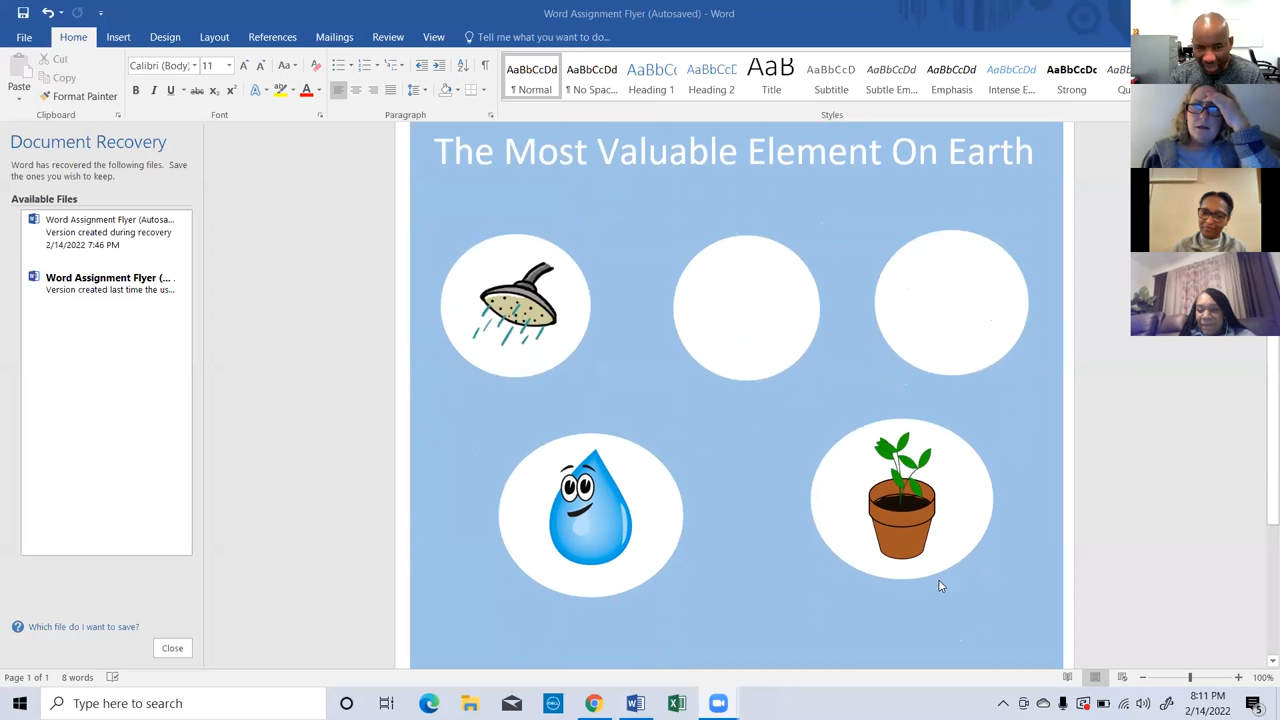 Word Assignment Flyer (Autosaved) - Word
File Home Insert Design Layout References Mailings Review View Tell me what you want to do...
Cut
Copy
Paste
Format Painter
Clipboard
Calibri (Body) 11
Font
Paragraph
AaBbCcDd AaBbCcDd AaBbCc AaBbCcD AaB AaBbCcD AaBbCcDd AaBbCcDd AaBbCcDd AaBbCcDc AaBbC
¶ Normal ¶ No Spac... Heading 1 Heading 2 Title Subtitle Subtle Em... Emphasis Intense E... Strong
Styles
Document Recovery
Word has recovered the following files. Save
the ones you wish to keep.
Available Files
Word Assignment Flyer (Autosa...
Version created during recovery
2/14/2022 7:46 PM
Word Assignment Flyer (...
Version created last time the us...
Which file do I want to save?
Close
The Most Valuable Element On Earth
Page 1 of 1 8 words
100%
Type here to search
8:11 PM
2/14/2022
5